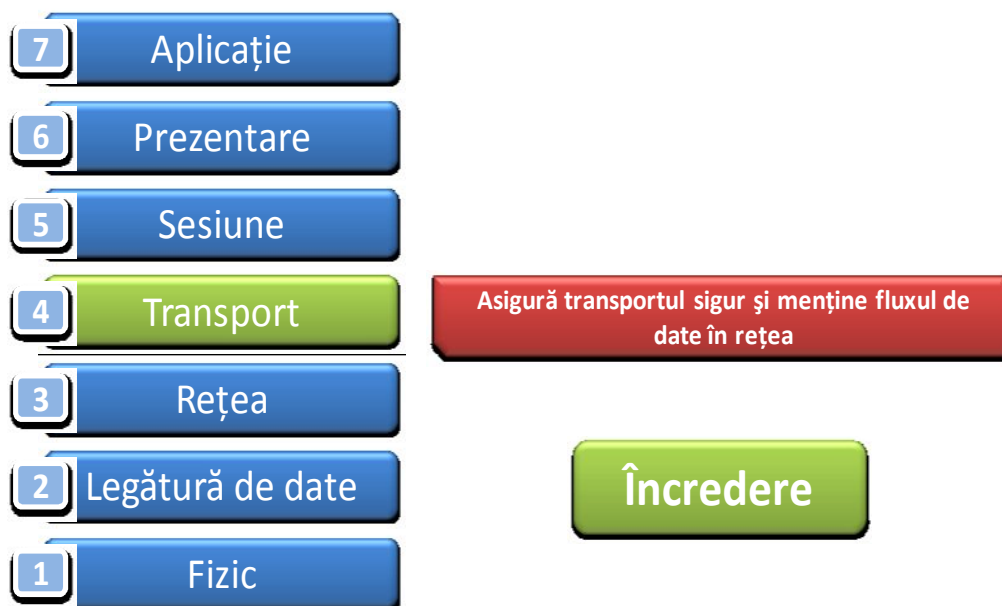 7 Aplicație
6 Prezentare
5 Sesiune
4 Transport
Asigură transportul sigur şi menține fluxul de
date în rețea
3 Rețea
2 Legătură de date
Încredere
1 Fizic